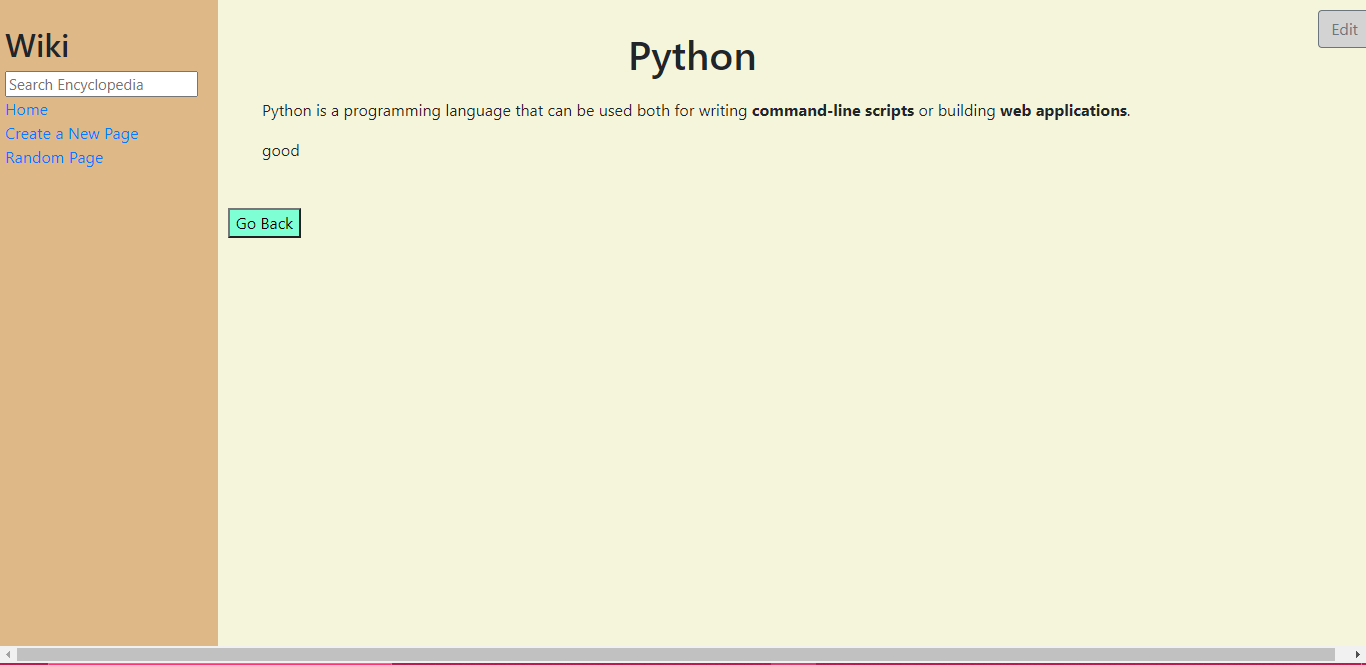 Wiki
Search Encyclopedia
Home
Create a New Page
Random Page
Edit
Python
Python is a programming language that can be used both for writing command-line scripts or building web applications.
good
Go Back